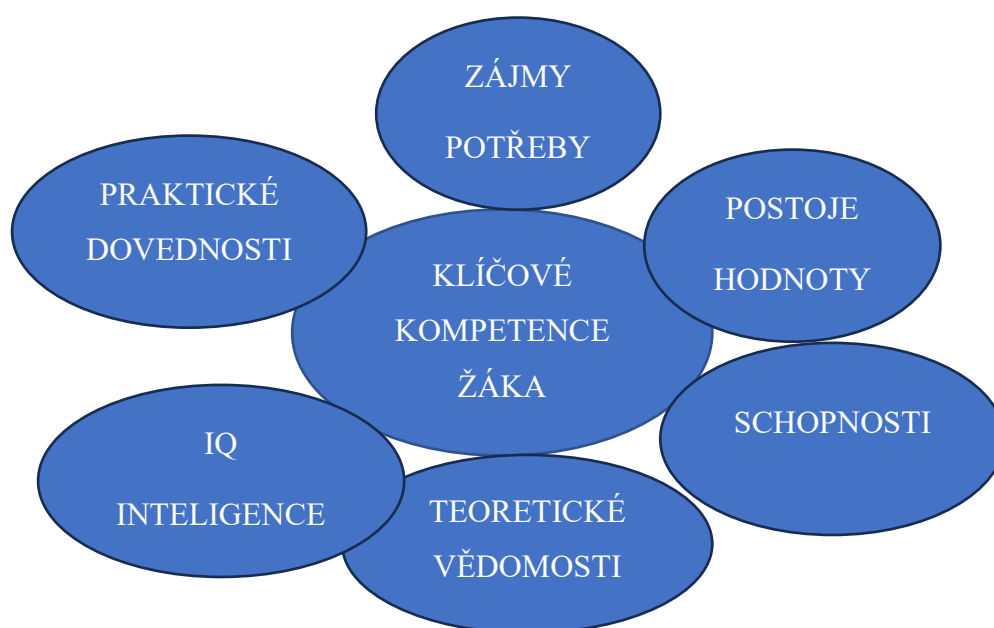 ZÁJMY
POTŘEBY
PRAKTICKÉ
DOVEDNOSTI
POSTOJE
HODNOTY
KLÍČOVÉ
KOMPETENCE
ŽÁKA
SCHOPNOSTI
IQ
INTELIGENCE
TEORETICKÉ
VĚDOMOSTI